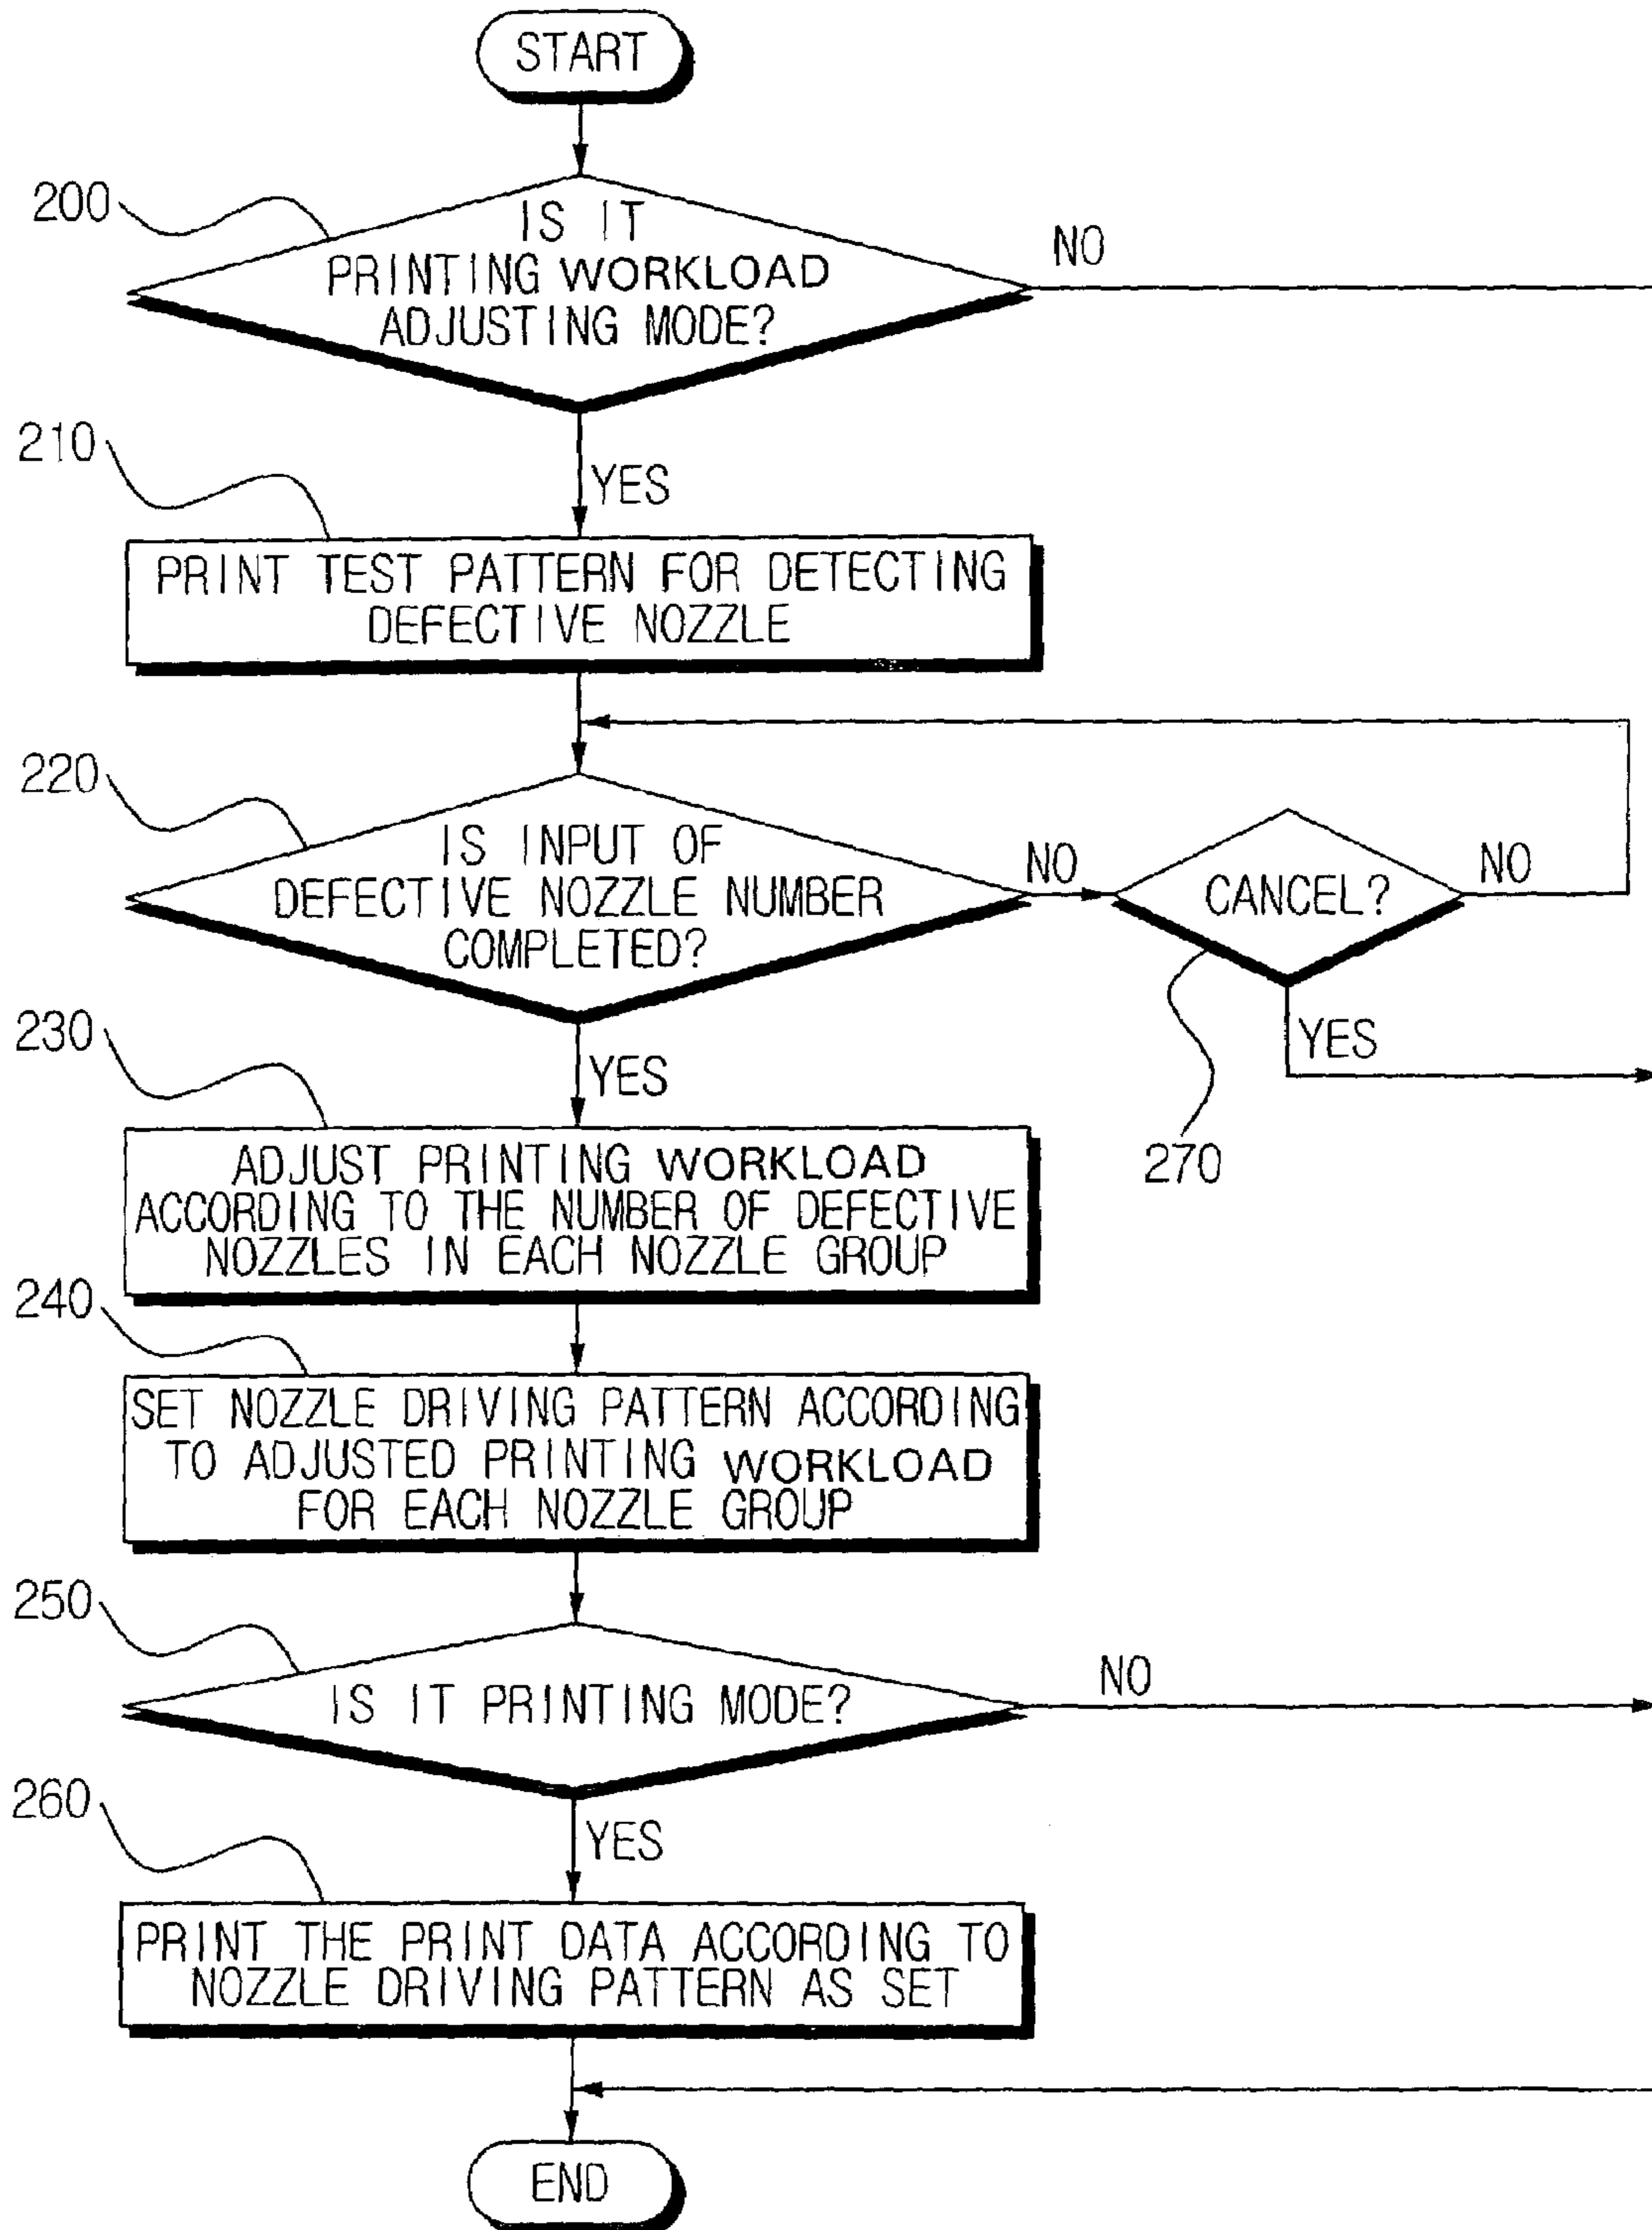 START
200
IS IT
PRINTING WORKLOAD
ADJUSTING MODE?
NO
YES
210
PRINT TEST PATTERN FOR DETECTING
DEFECTIVE NOZZLE
220
IS INPUT OF
DEFECTIVE NOZZLE NUMBER
COMPLETED?
NO
CANCEL?
NO
YES
270
YES
230
ADJUST PRINTING WORKLOAD
ACCORDING TO THE NUMBER OF DEFECTIVE
NOZZLES IN EACH NOZZLE GROUP
240
SET NOZZLE DRIVING PATTERN ACCORDING
TO ADJUSTED PRINTING WORKLOAD
FOR EACH NOZZLE GROUP
250
IS IT PRINTING MODE?
NO
YES
260
PRINT THE PRINT DATA ACCORDING TO
NOZZLE DRIVING PATTERN AS SET
END